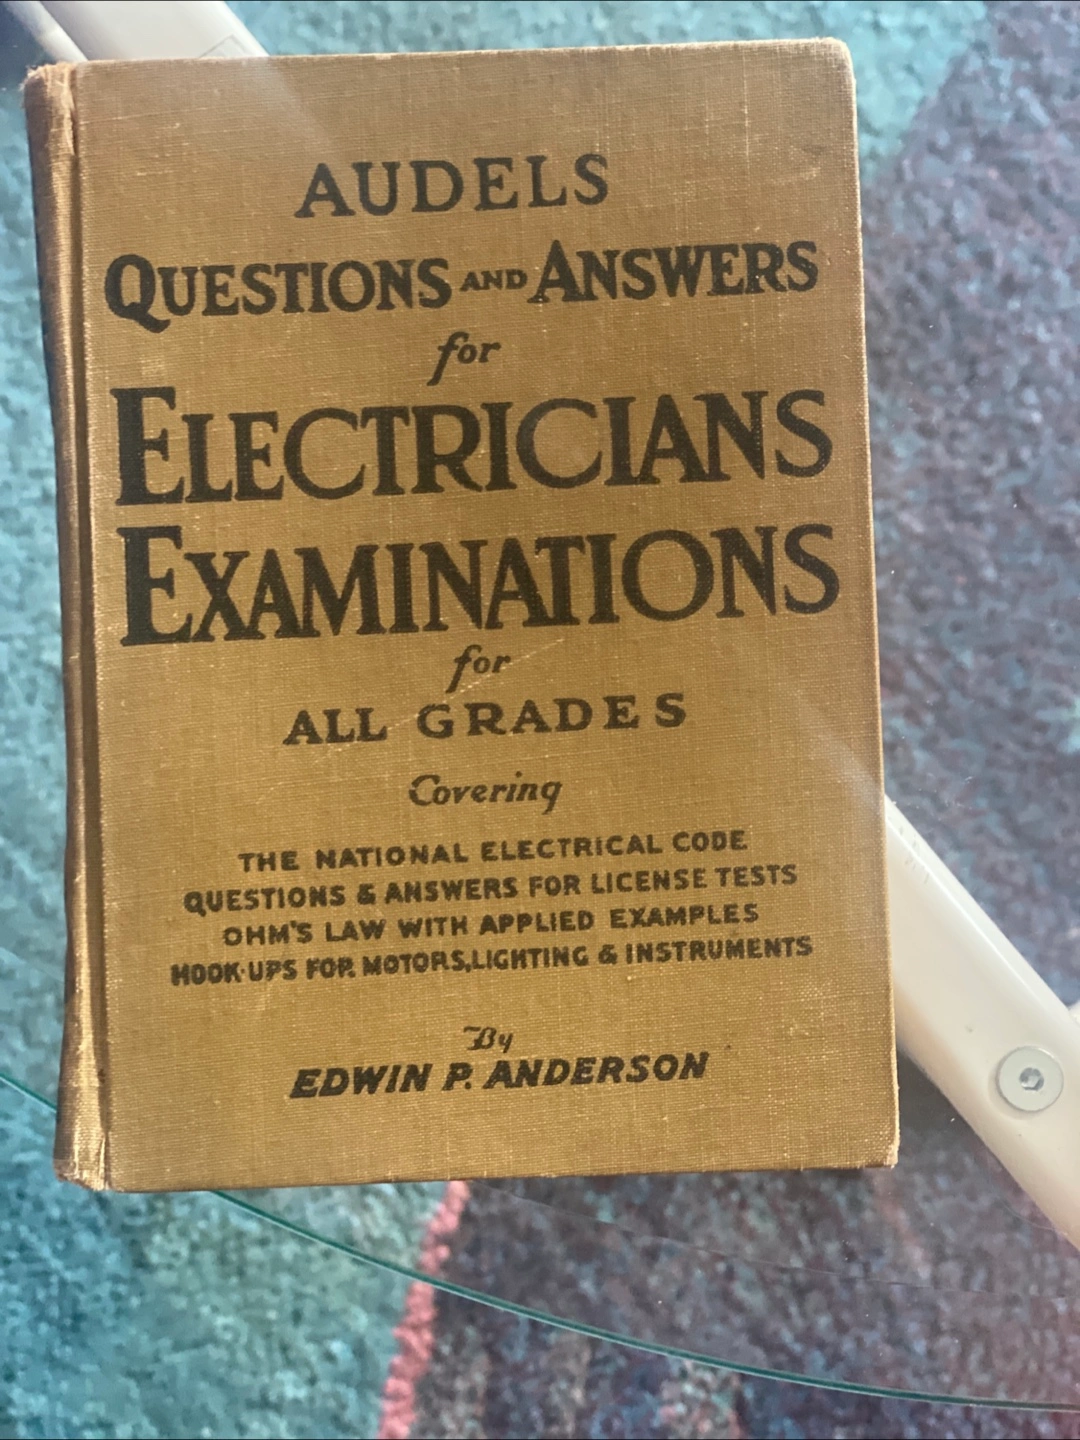 AUDELS
QUESTIONS AND ANSWERS
for
ELECTRICIANS
EXAMINATIONS
for
ALL GRADES
Covering
THE NATIONAL ELECTRICAL CODE
QUESTIONS & ANSWERS FOR LICENSE TESTS
OHM'S LAW WITH APPLIED EXAMPLES
HOOK-UPS FOR MOTORS, LIGHTING & INSTRUMENTS
By
EDWIN P. ANDERSON